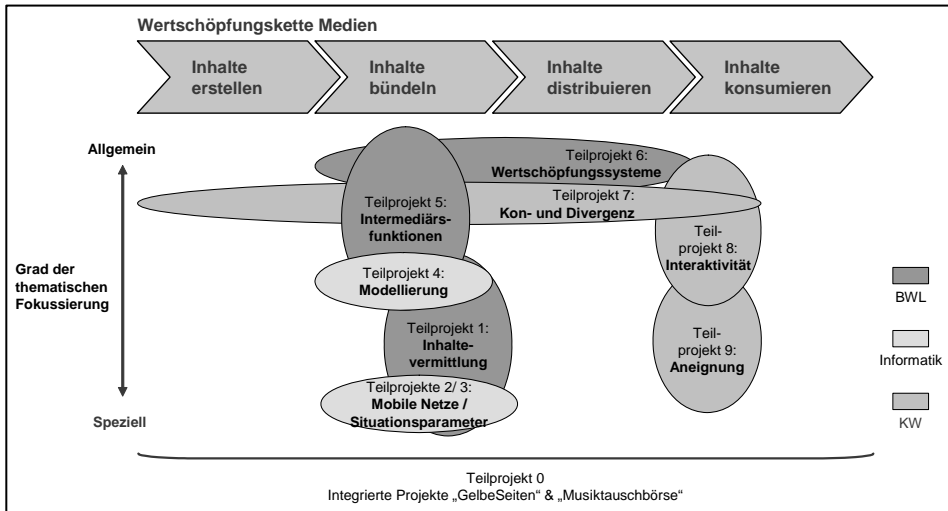 Wertschöpfungskette Medien
Inhalte
erstellen
Inhalte
bündeln
Inhalte
distribuieren
Inhalte
konsumieren
Allgemein
Grad der
thematischen
Fokussierung
Speziell
Teilprojekt 6:
Wertschöpfungssysteme
Teilprojekt 7:
Kon- und Divergenz
Teilprojekt 5:
Intermediärs-
funktionen
Teilprojekt 4:
Modellierung
Teilprojekt 1:
Inhalte-
vermittlung
Teilprojekte 2/ 3:
Mobile Netze /
Situationsparameter
Teil-
projekt 8:
Interaktivität
Teil-
projekt 9:
Aneignung
BWL
Informatik
KW
Teilprojekt 0
Integrierte Projekte „GelbeSeiten“ & „Musiktauschbörse“